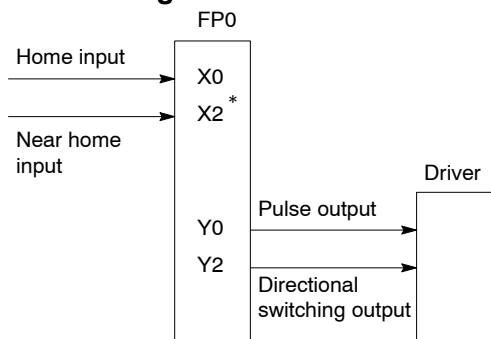 FP0
Home input
X0
X2 *
Near home
input
Driver
Pulse output
Y0
Y2
Directional
switching output